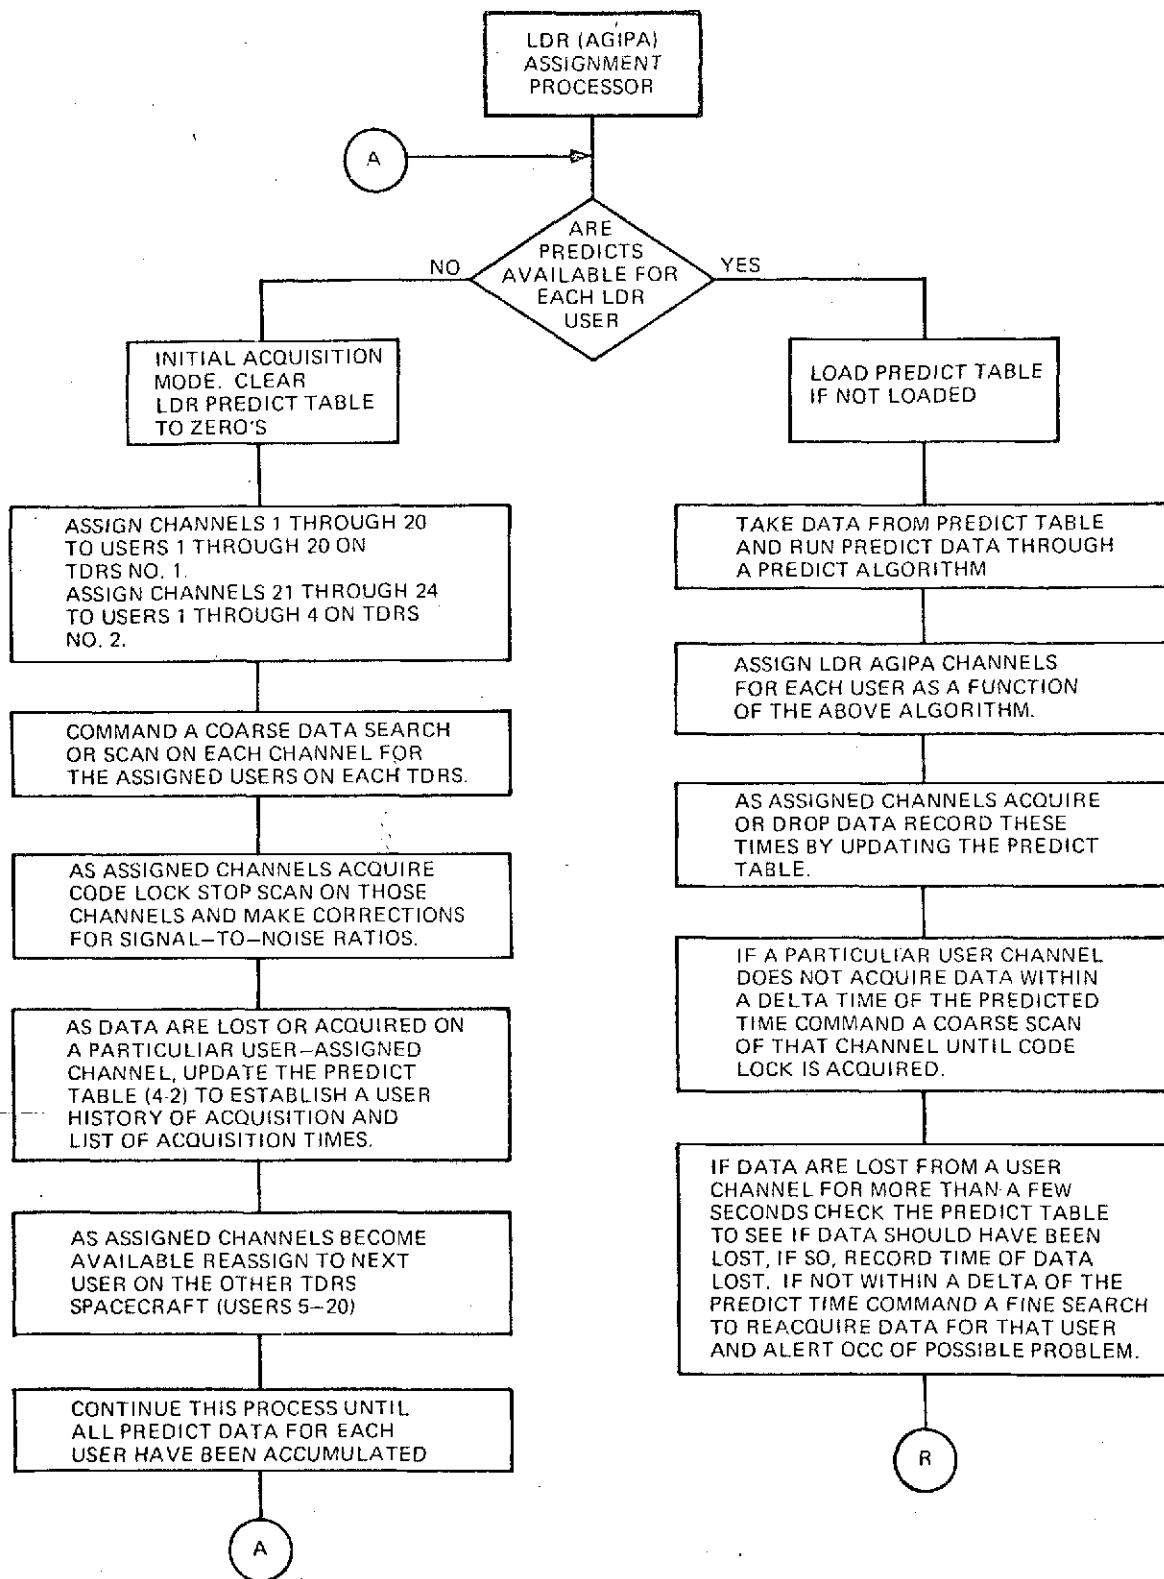 LDR (AGIPA)
ASSIGNMENT
PROCESSOR
A
ARE
PREDICTS
AVAILABLE FOR
EACH LDR
USER
NO
YES
INITIAL ACQUISITION
MODE. CLEAR
LDR PREDICT TABLE
TO ZERO'S
ASSIGN CHANNELS 1 THROUGH 20
TO USERS 1 THROUGH 20 ON
TDRS NO. 1.
ASSIGN CHANNELS 21 THROUGH 24
TO USERS 1 THROUGH 4 ON TDRS
NO. 2.
COMMAND A COARSE DATA SEARCH
OR SCAN ON EACH CHANNEL FOR
THE ASSIGNED USERS ON EACH TDRS.
AS ASSIGNED CHANNELS ACQUIRE
CODE LOCK STOP SCAN ON THOSE
CHANNELS AND MAKE CORRECTIONS
FOR SIGNAL-TO-NOISE RATIOS.
AS DATA ARE LOST OR ACQUIRED ON
A PARTICULIAR USER-ASSIGNED
CHANNEL, UPDATE THE PREDICT
TABLE (4-2) TO ESTABLISH A USER
HISTORY OF ACQUISITION AND
LIST OF ACQUISITION TIMES.
AS ASSIGNED CHANNELS BECOME
AVAILABLE REASSIGN TO NEXT
USER ON THE OTHER TDRS
SPACECRAFT (USERS 5-20)
CONTINUE THIS PROCESS UNTIL
ALL PREDICT DATA FOR EACH
USER HAVE BEEN ACCUMULATED
A
LOAD PREDICT TABLE
IF NOT LOADED
TAKE DATA FROM PREDICT TABLE
AND RUN PREDICT DATA THROUGH
A PREDICT ALGORITHM
ASSIGN LDR AGIPA CHANNELS
FOR EACH USER AS A FUNCTION
OF THE ABOVE ALGORITHM.
AS ASSIGNED CHANNELS ACQUIRE
OR DROP DATA RECORD THESE
TIMES BY UPDATING THE PREDICT
TABLE.
IF A PARTICULIAR USER CHANNEL
DOES NOT ACQUIRE DATA WITHIN
A DELTA TIME OF THE PREDICTED
TIME COMMAND A COARSE SCAN
OF THAT CHANNEL UNTIL CODE
LOCK IS ACQUIRED.
IF DATA ARE LOST FROM A USER
CHANNEL FOR MORE THAN A FEW
SECONDS CHECK THE PREDICT TABLE
TO SEE IF DATA SHOULD HAVE BEEN
LOST, IF SO, RECORD TIME OF DATA
LOST. IF NOT WITHIN A DELTA OF THE
PREDICT TIME COMMAND A FINE SEARCH
TO REACQUIRE DATA FOR THAT USER
AND ALERT OCC OF POSSIBLE PROBLEM.
R